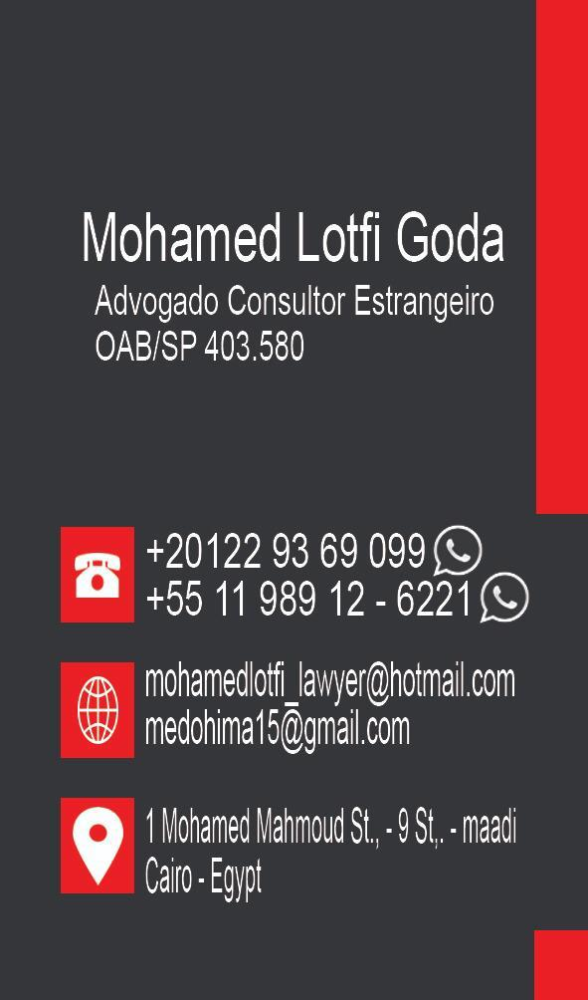 Mohamed Lotfi Goda
Advogado Consultor Estrangeiro
OAB/SP 403.580
+20122 93 69 099
+55 11 989 12 - 6221
mohamedlotfi_lawyer@hotmail.com
medohima15@gmail.com
1 Mohamed Mahmoud St., - 9 St,. - maadi
Cairo - Egypt